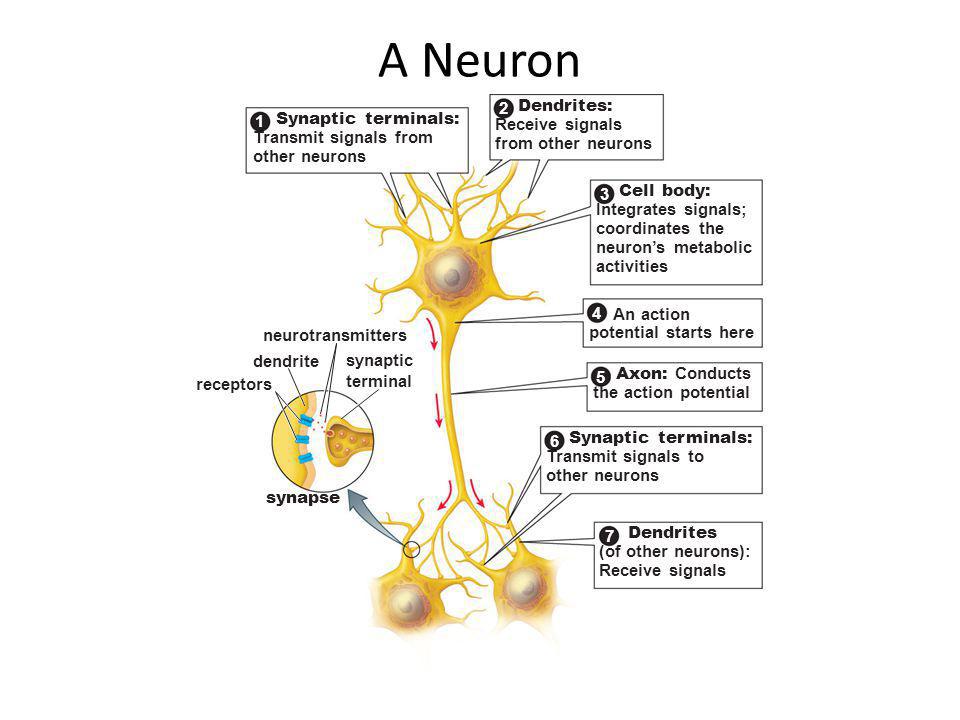 A Neuron
1 Synaptic terminals:
Transmit signals from
other neurons
2 Dendrites:
Receive signals
from other neurons
3 Cell body:
Integrates signals;
coordinates the
neuron’s metabolic
activities
4 An action
potential starts here
5 Axon: Conducts
the action potential
6 Synaptic terminals:
Transmit signals to
other neurons
7 Dendrites
(of other neurons):
Receive signals
neurotransmitters
dendrite
synaptic
terminal
receptors
synapse